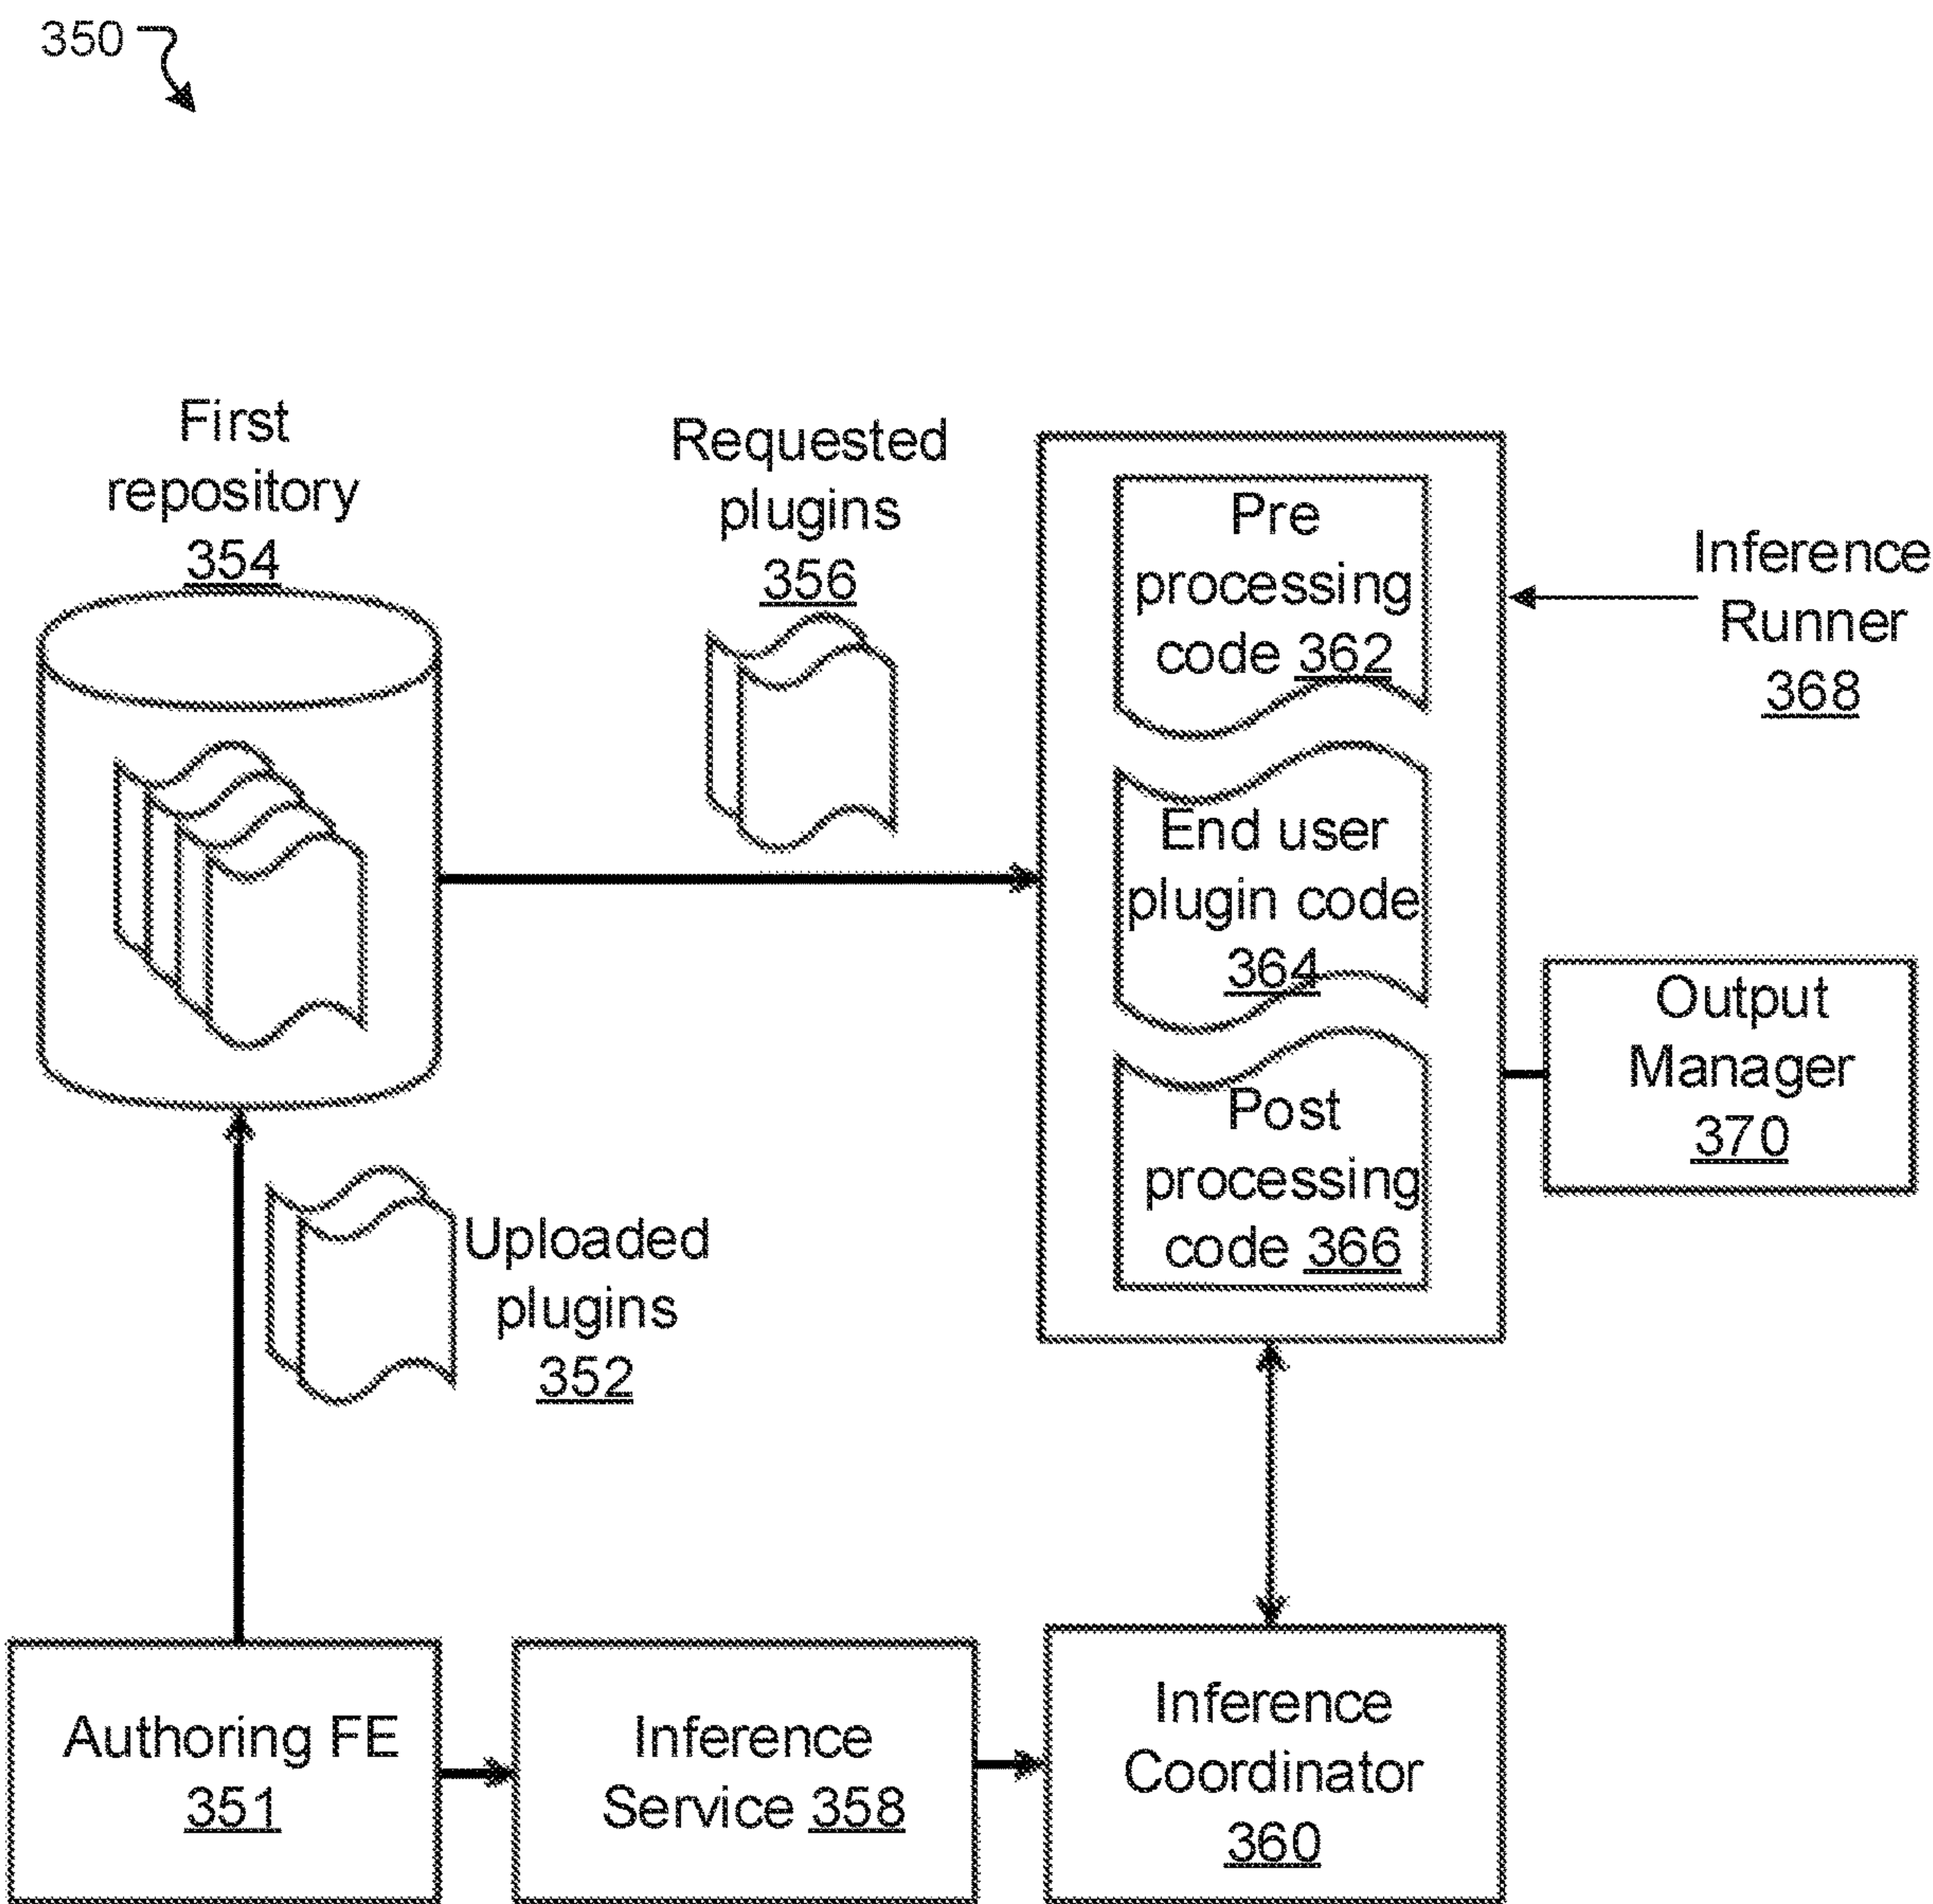 350
First
repository
354
Requested
plugins
356
Pre
processing
code 362
Inference
Runner
368
End user
plugin code
364
Output
Manager
370
Post
processing
code 366
Uploaded
plugins
352
Authoring FE
351
Inference
Service 358
Inference
Coordinator
360